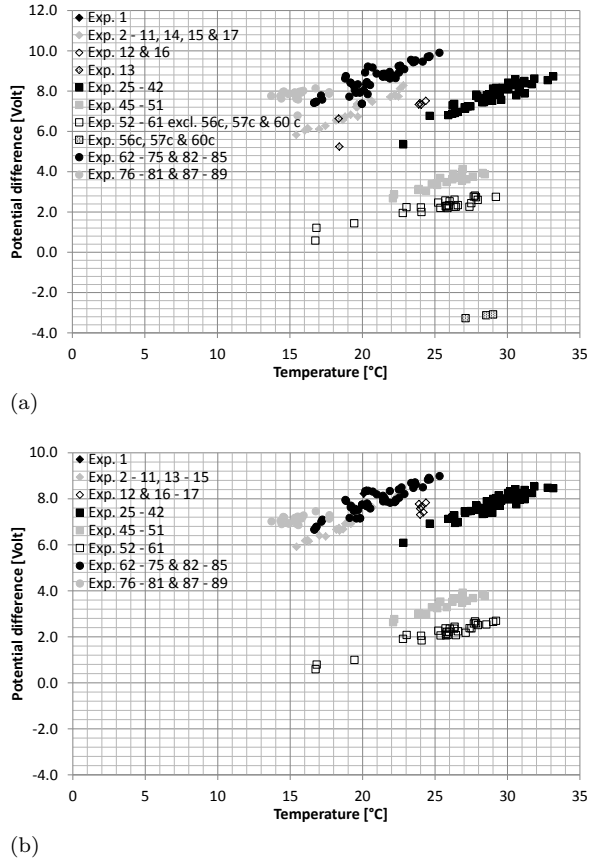 12.0
10.0
8.0
6.0
4.0
2.0
0.0
-2.0
-4.0
Potential difference [Volt]
Exp. 1
Exp. 2 - 11, 14, 15 & 17
Exp. 12 & 16
Exp. 13
Exp. 25 - 42
Exp. 45 - 51
Exp. 52 - 61 excl. 56c, 57c & 60 c
Exp. 56c, 57c & 60c
Exp. 62 - 75 & 82 - 85
Exp. 76 - 81 & 87 - 89
0 5 10 15 20 25 30 35
Temperature [°C]
(a)
10.0
8.0
6.0
4.0
2.0
0.0
-2.0
-4.0
Potential difference [Volt]
Exp. 1
Exp. 2 - 11, 13 - 15
Exp. 12 & 16 - 17
Exp. 25 - 42
Exp. 45 - 51
Exp. 52 - 61
Exp. 62 - 75 & 82 - 85
Exp. 76 - 81 & 87 - 89
0 5 10 15 20 25 30 35
Temperature [°C]
(b)